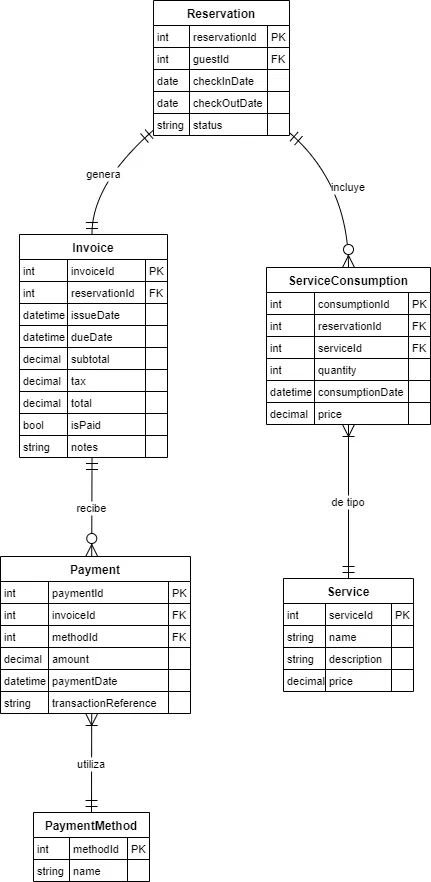 Reservation
int reservationId PK
int guestId FK
date checkInDate
date checkOutDate
string status
genera
incluye
Invoice
int invoiceId PK
int reservationId FK
datetime issueDate
datetime dueDate
decimal subtotal
decimal tax
decimal total
bool isPaid
string notes
ServiceConsumption
int consumptionId PK
int reservationId FK
int serviceId FK
int quantity
datetime consumptionDate
decimal price
recibe
de tipo
Payment
int paymentId PK
int invoiceId FK
int methodId FK
decimal amount
datetime paymentDate
string transactionReference
Service
int serviceId PK
string name
string description
decimal price
utiliza
PaymentMethod
int methodId PK
string name